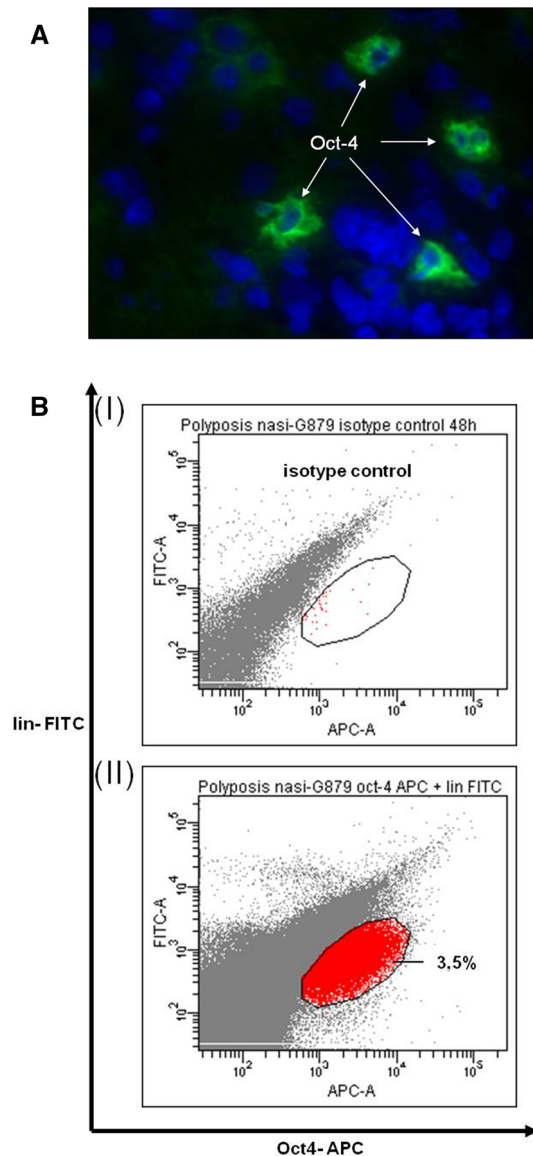 A
Oct-4
B
(I)
Polyposis nasi-G879 isotype control 48h
isotype control
FITC-A
10^5
10^4
10^3
10^2
10^2 10^3 10^4 10^5
APC-A
lin-FITC
(II)
Polyposis nasi-G879 oct-4 APC + lin FITC
FITC-A
10^5
10^4
10^3
10^2
3,5%
10^2 10^3 10^4 10^5
APC-A
Oct4-APC